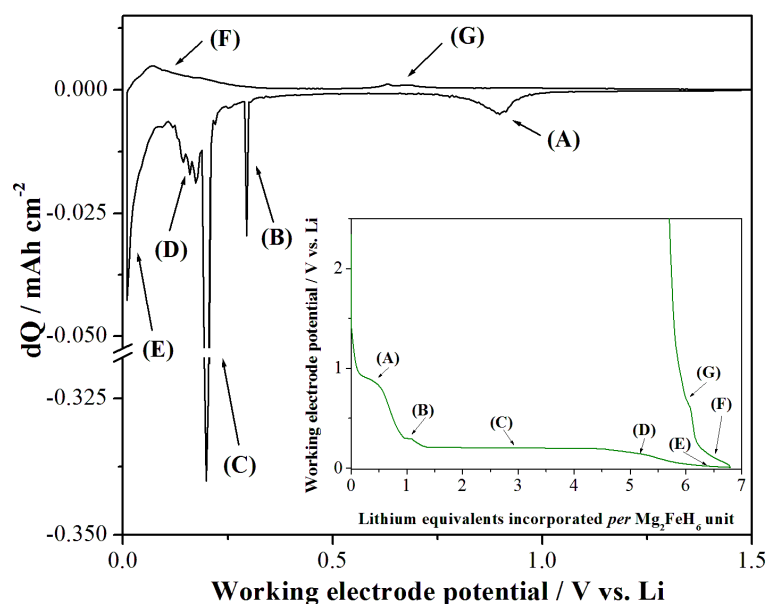 (F)
(G)
0.000
(A)
-0.025
(B)
(D)
-0.050
(E)
-0.325
(C)
-0.350
0.0
0.5
1.0
1.5
dQ / mAh cm-2
Working electrode potential / V vs. Li
2
1
0
(A)
(B)
(C)
(D)
(E)
(F)
(G)
0 1 2 3 4 5 6 7
Working electrode potential / V vs. Li
Lithium equivalents incorporated per Mg2FeH6 unit